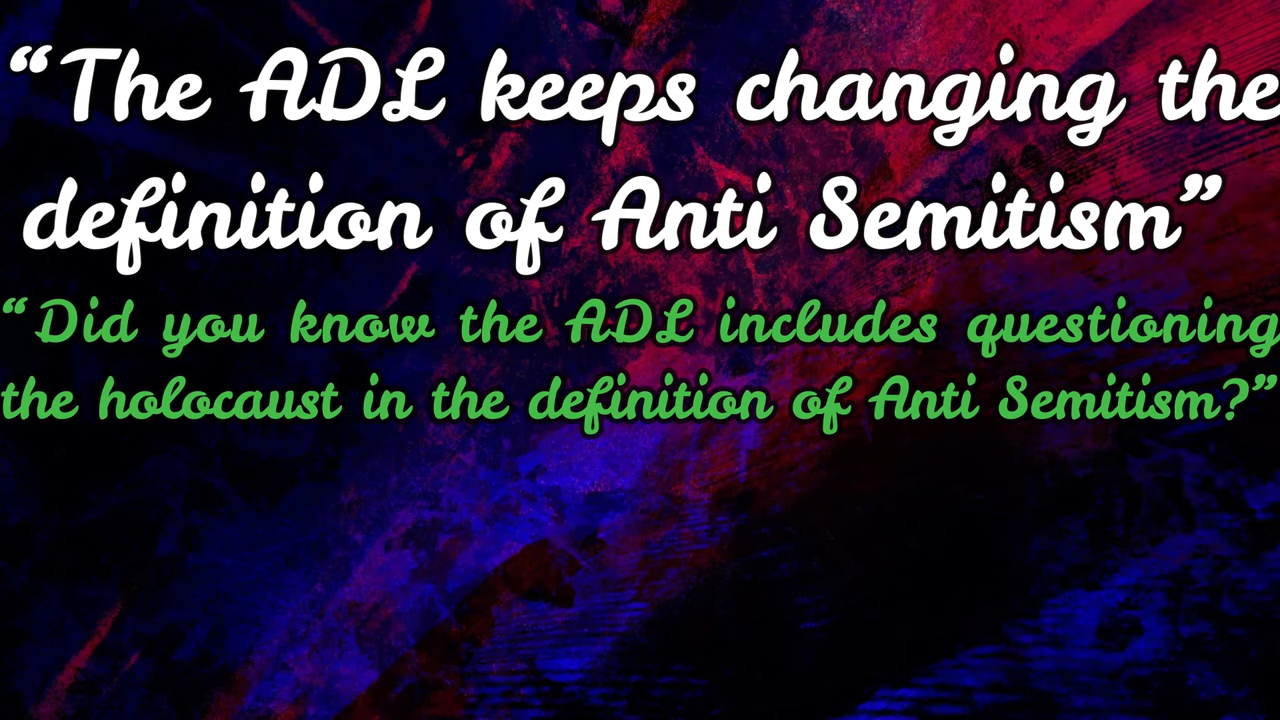 “The ADL keeps changing the
definition of Anti Semitism”
“Did you know the ADL includes questioning
the holocaust in the definition of Anti Semitism?”